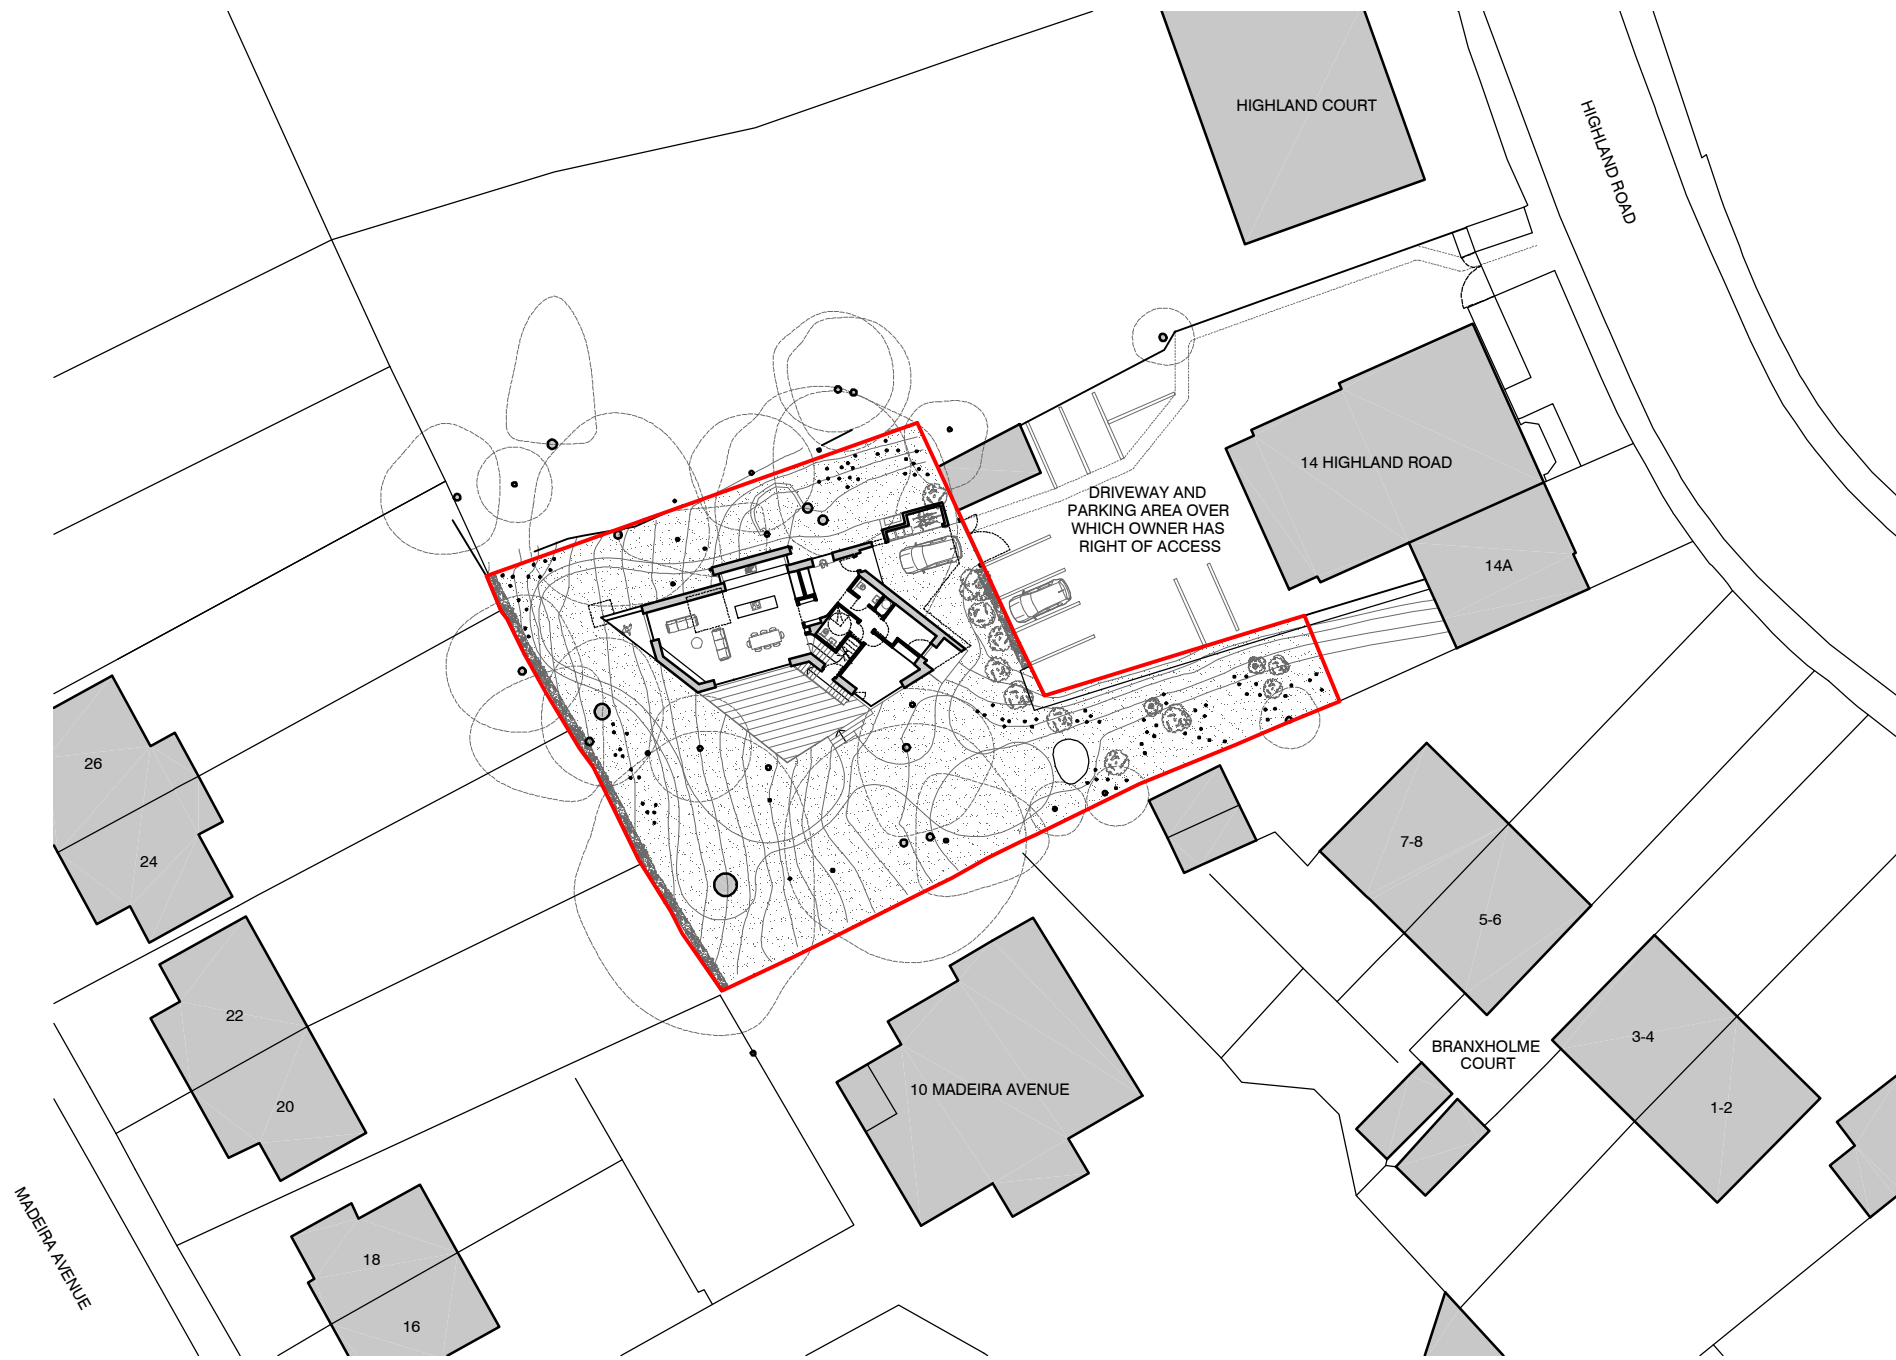 HIGHLAND COURT
HIGHLAND ROAD
14 HIGHLAND ROAD
DRIVEWAY AND
PARKING AREA OVER
WHICH OWNER HAS
RIGHT OF ACCESS
14A
26
24
7-8
5-6
22
20
BRANXHOLME
COURT
3-4
1-2
10 MADEIRA AVENUE
MADEIRA AVENUE
18
16